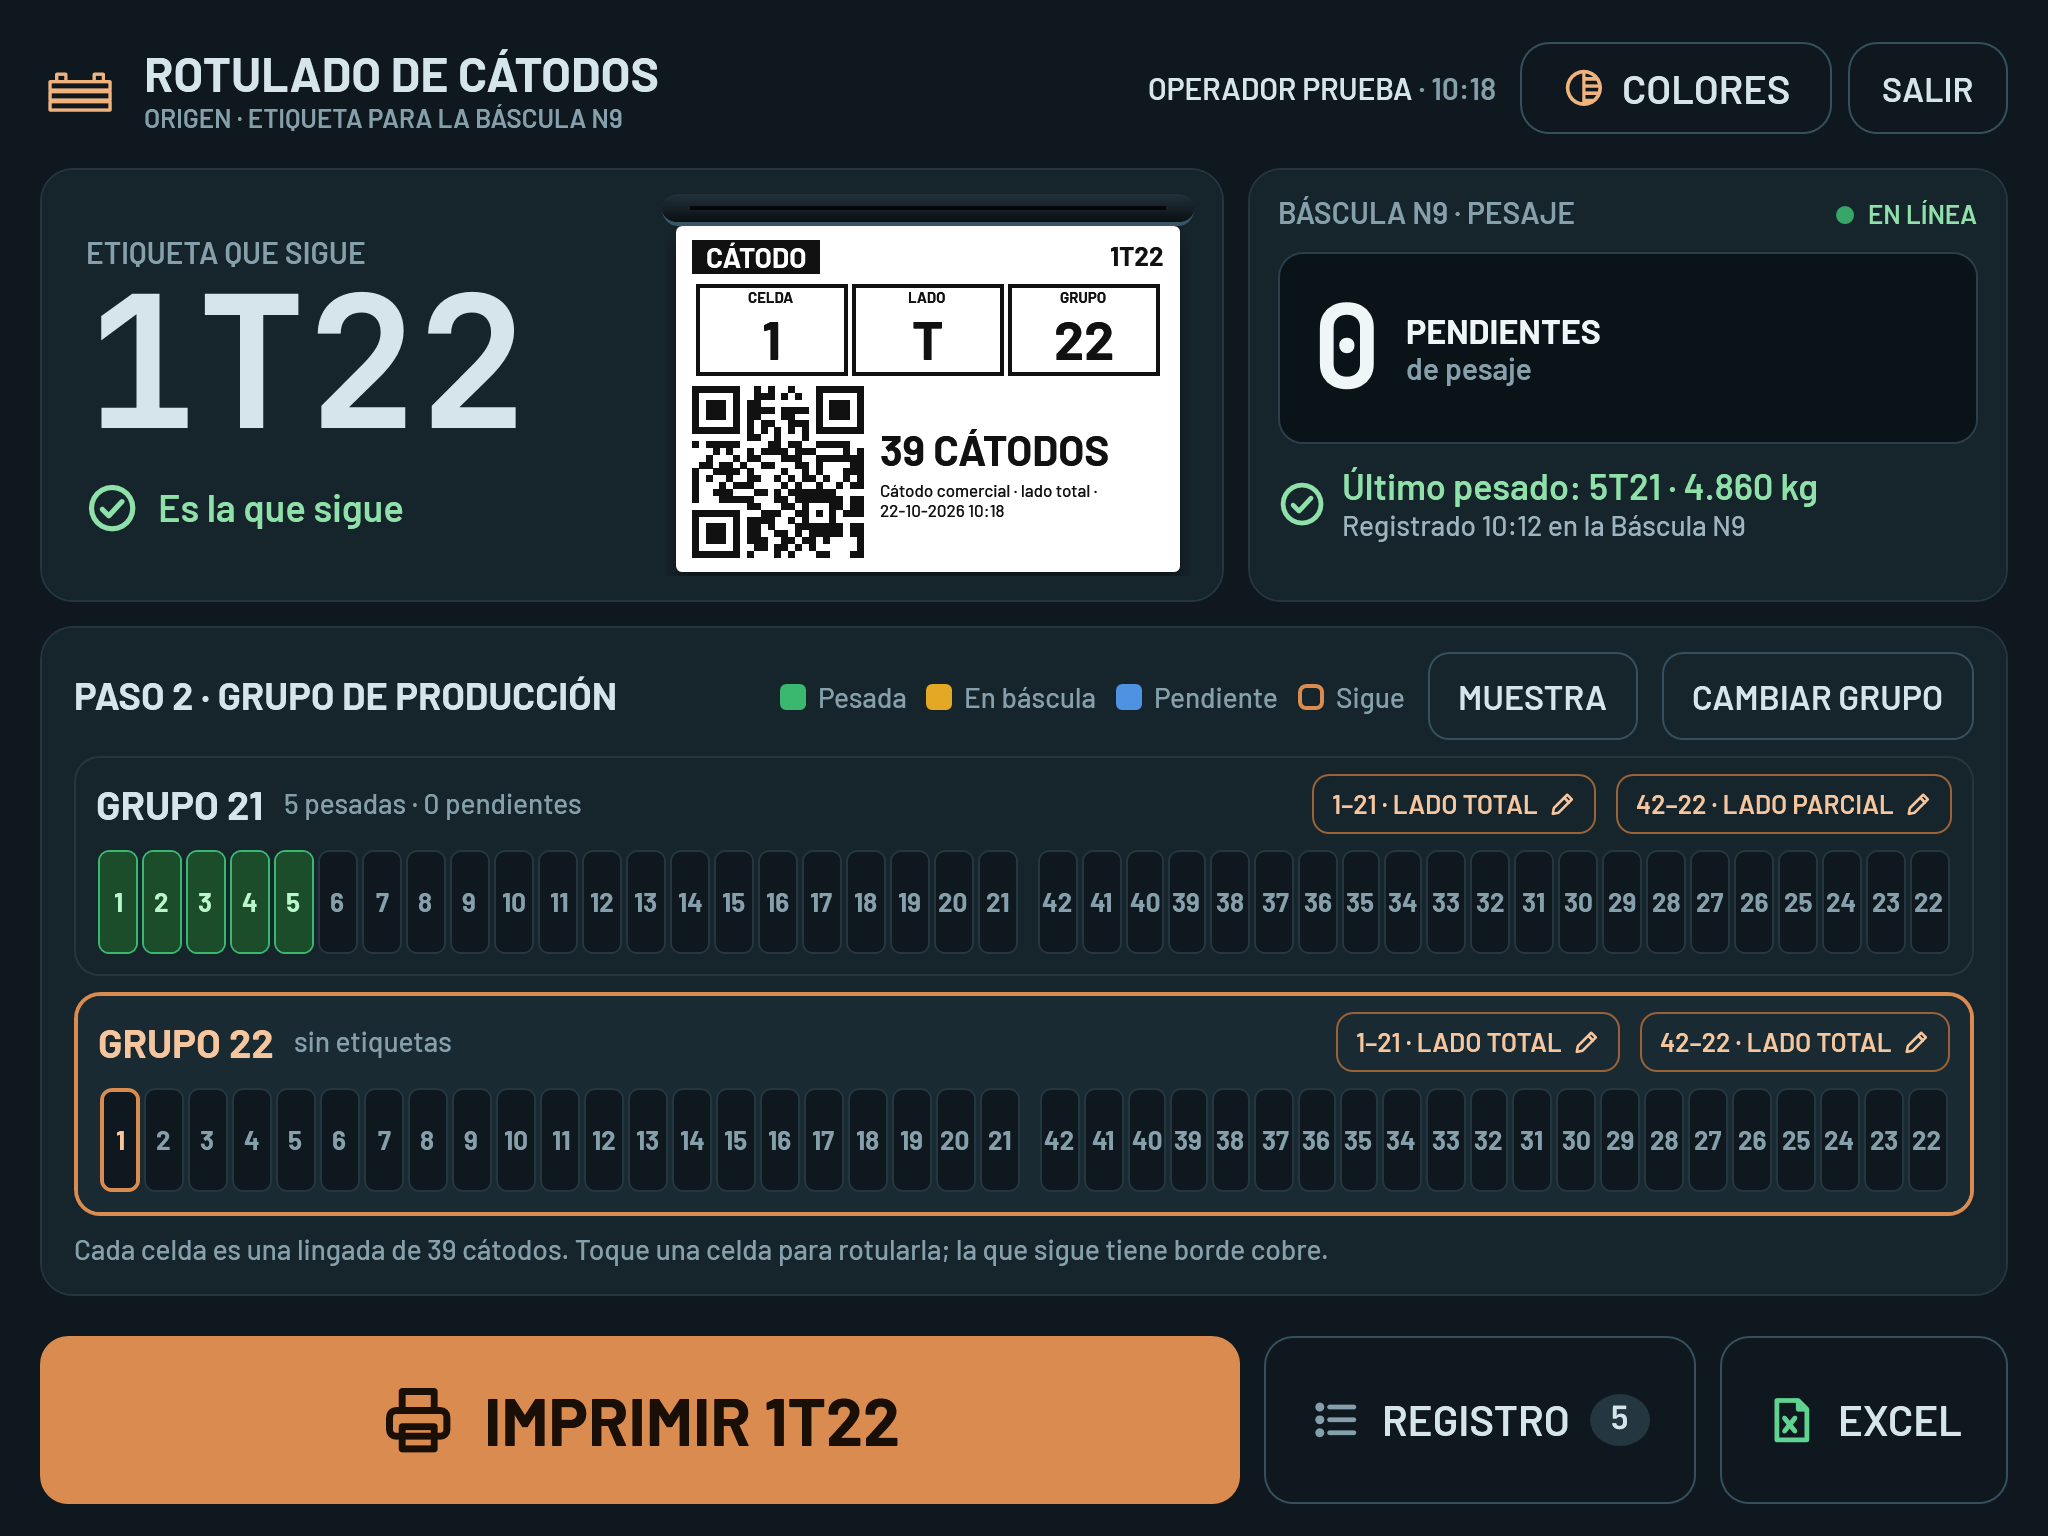 ROTULADO DE CÁTODOS
ORIGEN · ETIQUETA PARA LA BÁSCULA N9
OPERADOR PRUEBA · 10:18
COLORES
SALIR
ETIQUETA QUE SIGUE
1T22
Es la que sigue
CÁTODO
1T22
CELDA
1
LADO
T
GRUPO
22
39 CÁTODOS
Cátodo comercial · lado total ·
22-10-2026 10:18
BÁSCULA N9 · PESAJE
EN LÍNEA
0
PENDIENTES
de pesaje
Último pesado: 5T21 · 4.860 kg
Registrado 10:12 en la Báscula N9
PASO 2 · GRUPO DE PRODUCCIÓN
Pesada
En báscula
Pendiente
Sigue
MUESTRA
CAMBIAR GRUPO
GRUPO 21
5 pesadas · 0 pendientes
1–21 · LADO TOTAL
42–22 · LADO PARCIAL
1 2 3 4 5 6 7 8 9 10 11 12 13 14 15 16 17 18 19 20 21 42 41 40 39 38 37 36 35 34 33 32 31 30 29 28 27 26 25 24 23 22
GRUPO 22
sin etiquetas
1–21 · LADO TOTAL
42–22 · LADO TOTAL
1 2 3 4 5 6 7 8 9 10 11 12 13 14 15 16 17 18 19 20 21 42 41 40 39 38 37 36 35 34 33 32 31 30 29 28 27 26 25 24 23 22
Cada celda es una lingada de 39 cátodos. Toque una celda para rotularla; la que sigue tiene borde cobre.
IMPRIMIR 1T22
REGISTRO 5
EXCEL